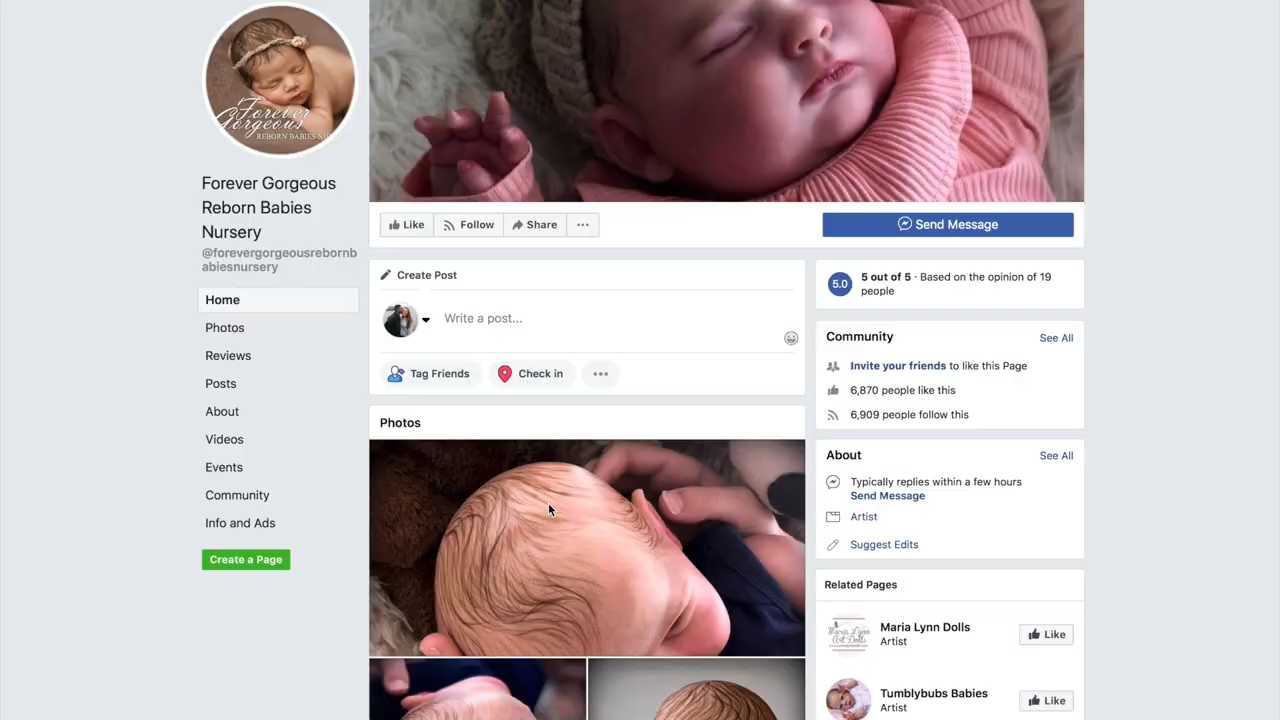 Forever
Gorgeous
REBORN BABIES
Forever Gorgeous
Reborn Babies
Nursery
@forevergorgeousrebornb
abiesnursery
Home
Photos
Reviews
Posts
About
Videos
Events
Community
Info and Ads
Create a Page
Like
Follow
Share
Send Message
Create Post
Write a post...
Tag Friends
Check in
Photos
5.0
5 out of 5 · Based on the opinion of 19
people
Community
See All
Invite your friends to like this Page
6,870 people like this
6,909 people follow this
About
See All
Typically replies within a few hours
Send Message
Artist
Suggest Edits
Related Pages
Maria Lynn Dolls
Artist
Like
Tumblybubs Babies
Artist
Like